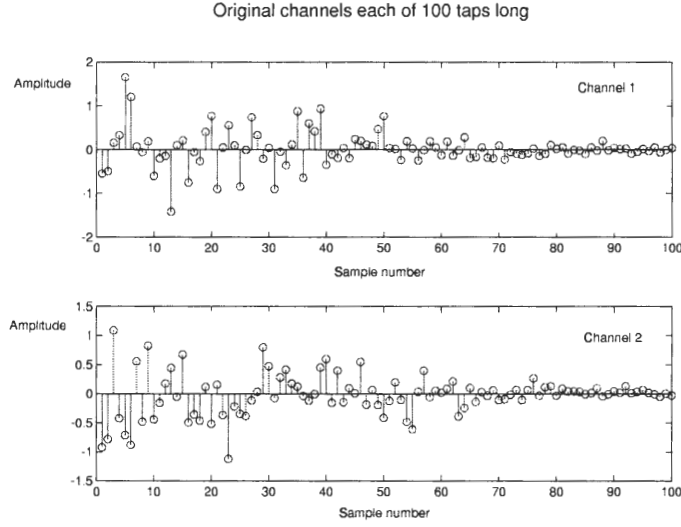 Original channels each of 100 taps long
2
Amplitude
Channel 1
1
0
-1
-2
0 10 20 30 40 50 60 70 80 90 100
Sample number
1.5
Amplitude
Channel 2
1
0.5
0
-0.5
-1
-1.5
0 10 20 30 40 50 60 70 80 90 100
Sample number